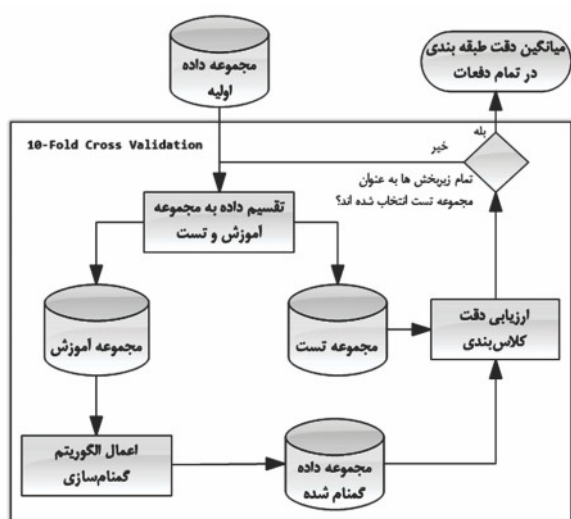 مجموعه داده
اولیه
میانگین دقت طبقه بندی
در تمام دفعات
10-Fold Cross Validation
خیر
بله
تمام زیربخش ها به عنوان
مجموعه تست انتخاب شده اند؟
تقسیم داده به مجموعه
آموزش و تست
مجموعه آموزش
مجموعه تست
ارزیابی دقت
کلاس‌بندی
اعمال الگوریتم
گمنام‌سازی
مجموعه داده
گمنام شده